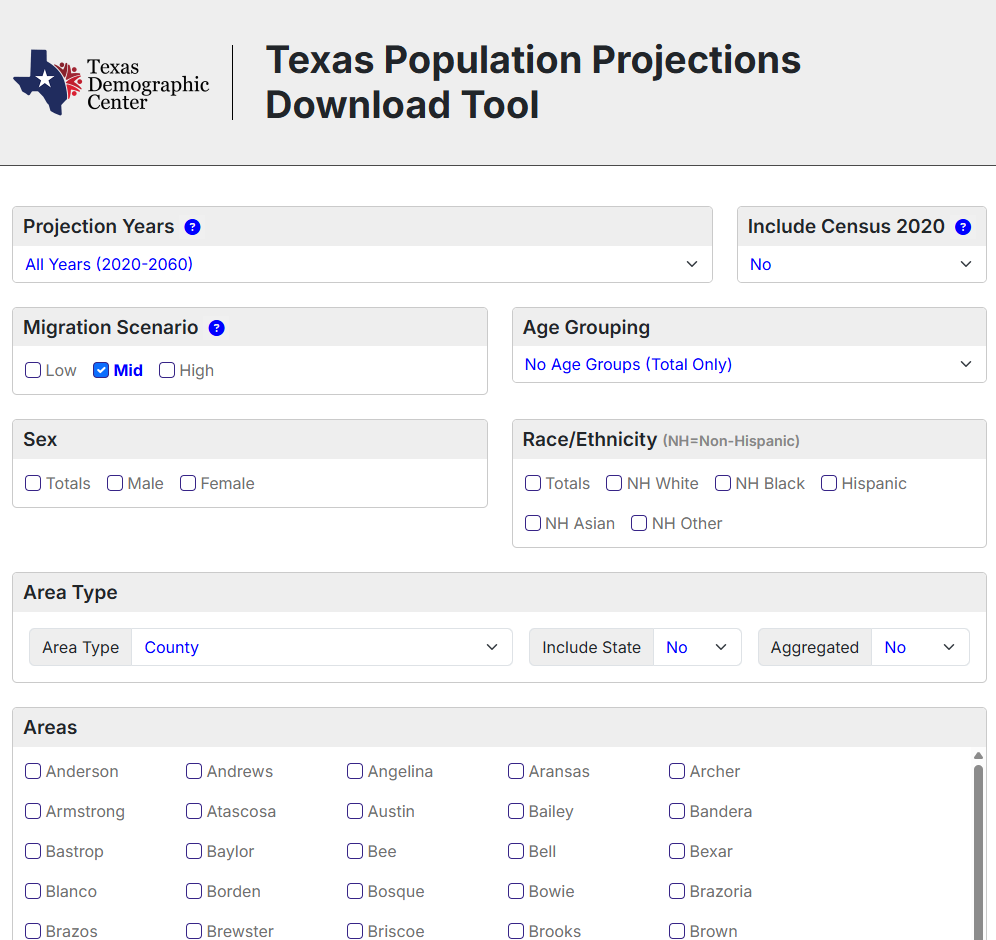 Texas
Demographic
Center
Texas Population Projections
Download Tool
Projection Years ?
Include Census 2020 ?
All Years (2020-2060)
No
Migration Scenario ?
Age Grouping
Low Mid High
No Age Groups (Total Only)
Sex
Race/Ethnicity (NH=Non-Hispanic)
Totals Male Female
Totals NH White NH Black Hispanic
NH Asian NH Other
Area Type
Area Type County Include State No Aggregated No
Areas
Anderson Andrews Angelina Aransas Archer
Armstrong Atascosa Austin Bailey Bandera
Bastrop Baylor Bee Bell Bexar
Blanco Borden Bosque Bowie Brazoria
Brazos Brewster Briscoe Brooks Brown